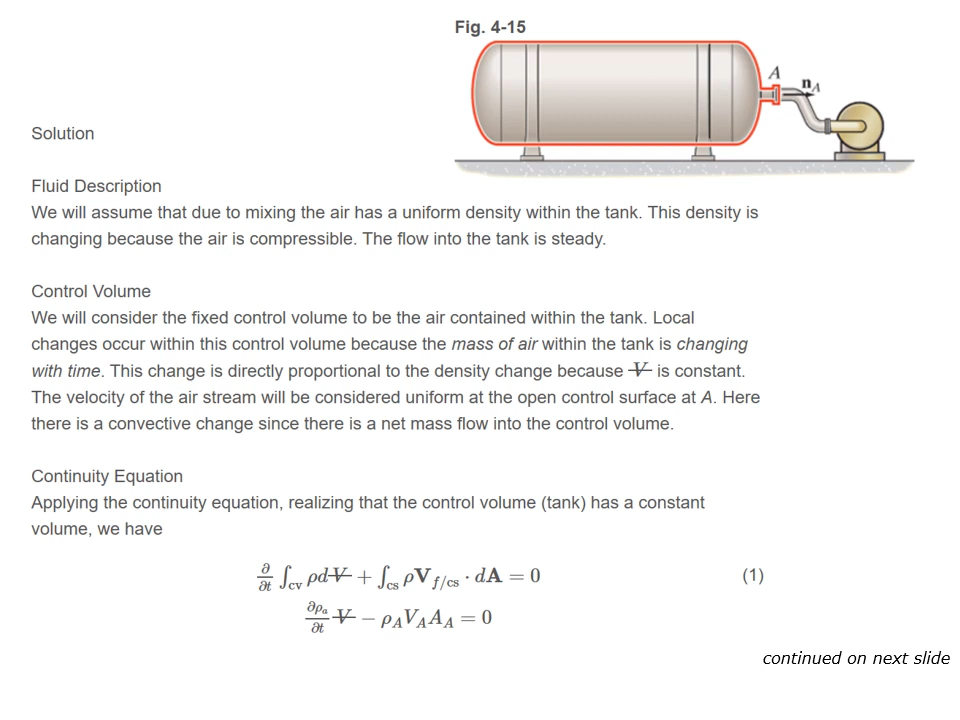 Fig. 4-15
A
n_A
Solution
Fluid Description
We will assume that due to mixing the air has a uniform density within the tank. This density is
changing because the air is compressible. The flow into the tank is steady.
Control Volume
We will consider the fixed control volume to be the air contained within the tank. Local
changes occur within this control volume because the mass of air within the tank is changing
with time. This change is directly proportional to the density change because V̶ is constant.
The velocity of the air stream will be considered uniform at the open control surface at A. Here
there is a convective change since there is a net mass flow into the control volume.
Continuity Equation
Applying the continuity equation, realizing that the control volume (tank) has a constant
volume, we have
∂/∂t ∫_cv ρdV̶ + ∫_cs ρV_f/cs · dA = 0 (1)
∂ρ_a/∂t V̶ − ρ_A V_A A_A = 0
continued on next slide